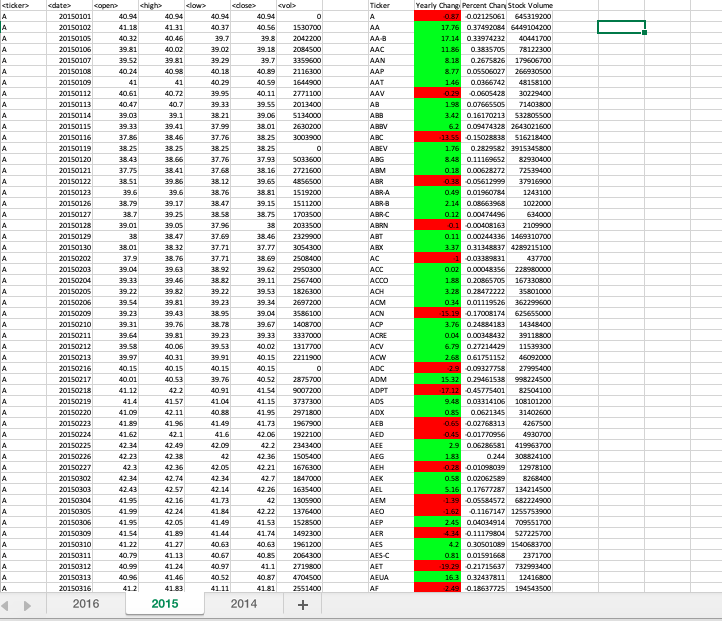 <ticker> <date> <open> <high> <low> <close> <vol> Ticker Yearly Chang Percent Chan Stock Volume
A 20150101 40.94 40.94 40.94 40.94 0 A -0.87 -0.02125061 645319200
A 20150102 41.18 41.31 40.37 40.56 1530700 AA 17.76 0.37492084 6449104200
A 20150105 40.32 40.46 39.7 39.8 2042200 AA-B 17.14 0.33974232 40441700
A 20150106 39.81 40.02 39.02 39.18 2084500 AAC 11.86 0.3835705 78122300
A 20150107 39.52 39.81 39.29 39.7 3359600 AAN 8.18 0.2675826 179606700
A 20150108 40.24 40.98 40.18 40.89 2116300 AAP 8.77 0.05506027 266930500
A 20150109 41 41 40.29 40.59 1644900 AAT 1.46 0.0366742 48158100
A 20150112 40.61 40.72 39.95 40.11 2771100 AAV -0.29 -0.0605428 30229400
A 20150113 40.47 40.7 39.33 39.55 2013400 AB 1.98 0.07665505 71403800
A 20150114 39.03 39.1 38.21 39.06 5134000 ABB 3.42 0.16170213 532805500
A 20150115 39.33 39.41 37.99 38.01 2630200 ABBV 6.2 0.09474328 2643021600
A 20150116 37.86 38.46 37.76 38.25 3003900 ABC -0.15028838 516218400
A 20150119 38.25 38.25 38.25 38.25 0 ABEV 1.76 0.2829582 3915345800
A 20150120 38.43 38.66 37.76 37.93 5033600 ABG 8.48 0.11169652 82930400
A 20150121 37.75 38.41 37.68 38.16 2721600 ABM 0.18 0.00628272 72539400
A 20150122 38.51 39.86 38.12 39.65 4856500 ABR -0.38 -0.05612999 37916900
A 20150123 39.6 39.6 38.76 38.81 1519200 ABR-A 0.49 0.01960784 1243100
A 20150126 38.79 39.17 38.47 39.15 1511200 ABR-B 2.14 0.08663968 1022000
A 20150127 38.7 39.25 38.58 38.75 1703500 ABR-C 0.12 0.00474496 634000
A 20150128 39.01 39.05 37.96 38 2033500 ABRN -0.1 -0.00408163 2109900
A 20150129 38 38.47 37.69 38.46 2329900 ABT 0.11 0.00244336 1469310700
A 20150130 38.01 38.32 37.71 37.77 3054300 ABX 3.37 0.31348837 4289215100
A 20150202 37.9 38.76 37.71 38.69 2508400 AC -1 -0.03389831 437700
A 20150203 39.04 39.63 38.92 39.62 2950300 ACC 0.02 0.00048356 228980000
A 20150204 39.33 39.46 38.82 39.11 2567400 ACCO 1.88 0.20865705 167330800
A 20150205 39.22 39.82 39.22 39.53 1826300 ACH 3.28 0.28472222 35801000
A 20150206 39.54 39.81 39.23 39.34 2697200 ACM 0.34 0.01119526 362299600
A 20150209 39.23 39.43 38.95 39.04 3586100 ACN -15.19 -0.17008174 625655000
A 20150210 39.31 39.76 38.78 39.67 1408700 ACP 3.76 0.24884183 14348400
A 20150211 39.64 39.81 39.23 39.33 3337000 ACRE 0.04 0.00348432 39118800
A 20150212 39.58 40.06 39.53 40.02 1317700 ACV 6.79 0.27214429 11539300
A 20150213 39.97 40.31 39.91 40.15 2211900 ACW 2.68 0.61751152 46092000
A 20150216 40.15 40.15 40.15 40.15 0 ADC -2.9 -0.09327758 27995400
A 20150217 40.01 40.53 39.76 40.52 2875700 ADM 15.32 0.29461538 998224500
A 20150218 41.12 42.2 40.91 41.54 9007200 ADPT -17.12 -0.45775401 82504100
A 20150219 41.4 41.57 41.04 41.15 3737300 ADS 9.48 0.03314106 108101200
A 20150220 41.09 42.11 40.88 41.95 2971800 ADX 0.85 0.0621345 31402600
A 20150223 41.89 41.96 41.49 41.73 1967900 AEB -0.65 -0.02768313 4267500
A 20150224 41.62 42.1 41.6 42.06 1922100 AED -0.45 -0.01770956 4930700
A 20150225 42.34 42.49 42.09 42.2 2343400 AEE 2.9 0.06286581 419963700
A 20150226 42.23 42.38 42 42.36 1505400 AEG 1.83 0.244 308824100
A 20150227 42.3 42.36 42.05 42.21 1676300 AEH -0.28 -0.01098039 12978100
A 20150302 42.34 42.74 42.34 42.7 1847000 AEK 0.58 0.02062589 8268400
A 20150303 42.43 42.57 42.14 42.26 1635400 AEL 5.16 0.17677287 134214500
A 20150304 41.95 42.16 41.73 42 1305900 AEM -1.39 -0.05584572 682224900
A 20150305 41.99 42.24 41.84 42.22 1376400 AEO -1.62 -0.1167147 1255753900
A 20150306 41.95 42.05 41.49 41.53 1528500 AEP 2.45 0.04034914 709551700
A 20150309 41.54 41.89 41.44 41.74 1492300 AER -4.34 -0.11179804 527225700
A 20150310 41.22 41.27 40.63 40.63 1961200 AES 4.2 0.30501089 1540683700
A 20150311 40.79 41.13 40.67 40.85 2064300 AES-C 0.81 0.01591668 2371700
A 20150312 40.99 41.24 40.97 41.1 2719800 AET -19.29 -0.21715637 732993400
A 20150313 40.96 41.46 40.52 40.87 4704500 AEUA 16.3 0.32437811 12416800
A 20150316 41.2 41.83 41.11 41.81 2551400 AF -2.49 -0.18637725 194543500
2016 2015 2014 +